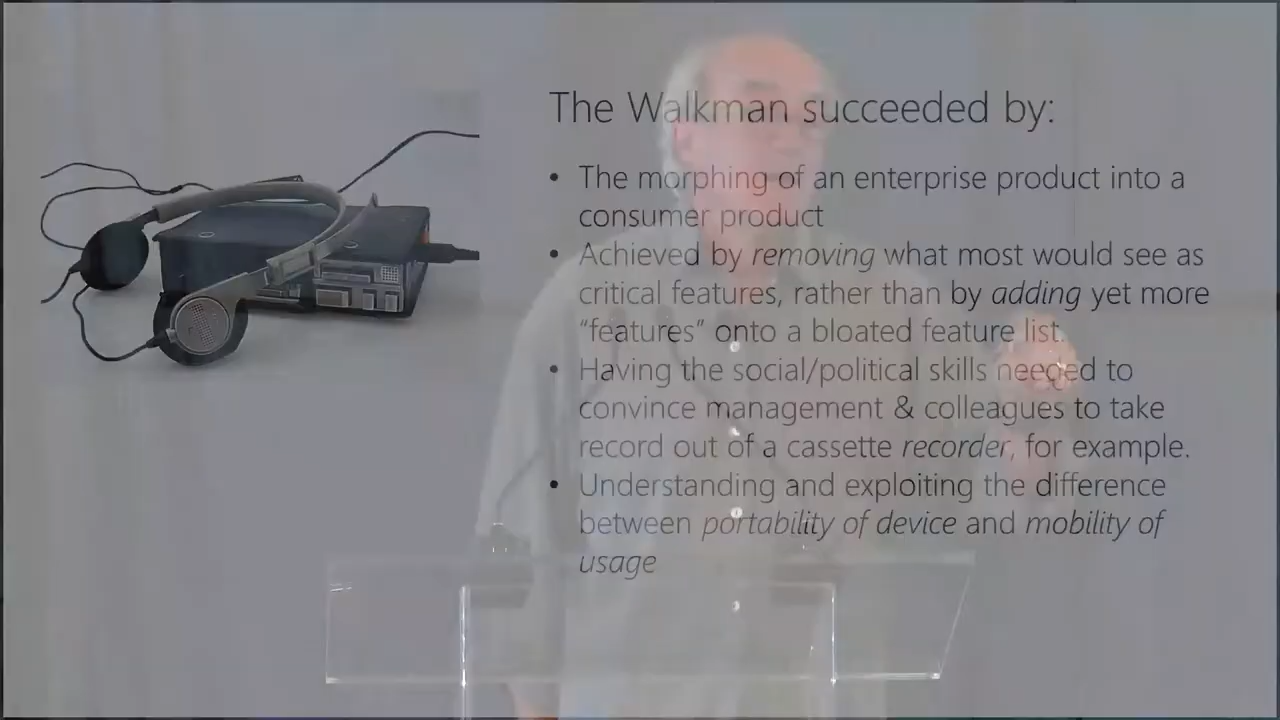 The Walkman succeeded by:
• The morphing of an enterprise product into a
consumer product
• Achieved by removing what most would see as
critical features, rather than by adding yet more
“features” onto a bloated feature list.
• Having the social/political skills needed to
convince management & colleagues to take
record out of a cassette recorder, for example.
• Understanding and exploiting the difference
between portability of device and mobility of
usage